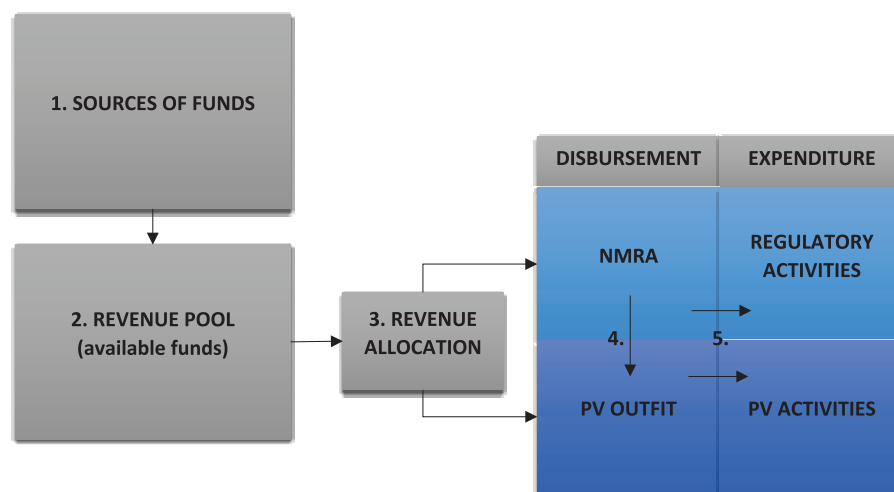 1. SOURCES OF FUNDS
2. REVENUE POOL
(available funds)
3. REVENUE
ALLOCATION
DISBURSEMENT
EXPENDITURE
NMRA
REGULATORY
ACTIVITIES
4.
5.
PV OUTFIT
PV ACTIVITIES